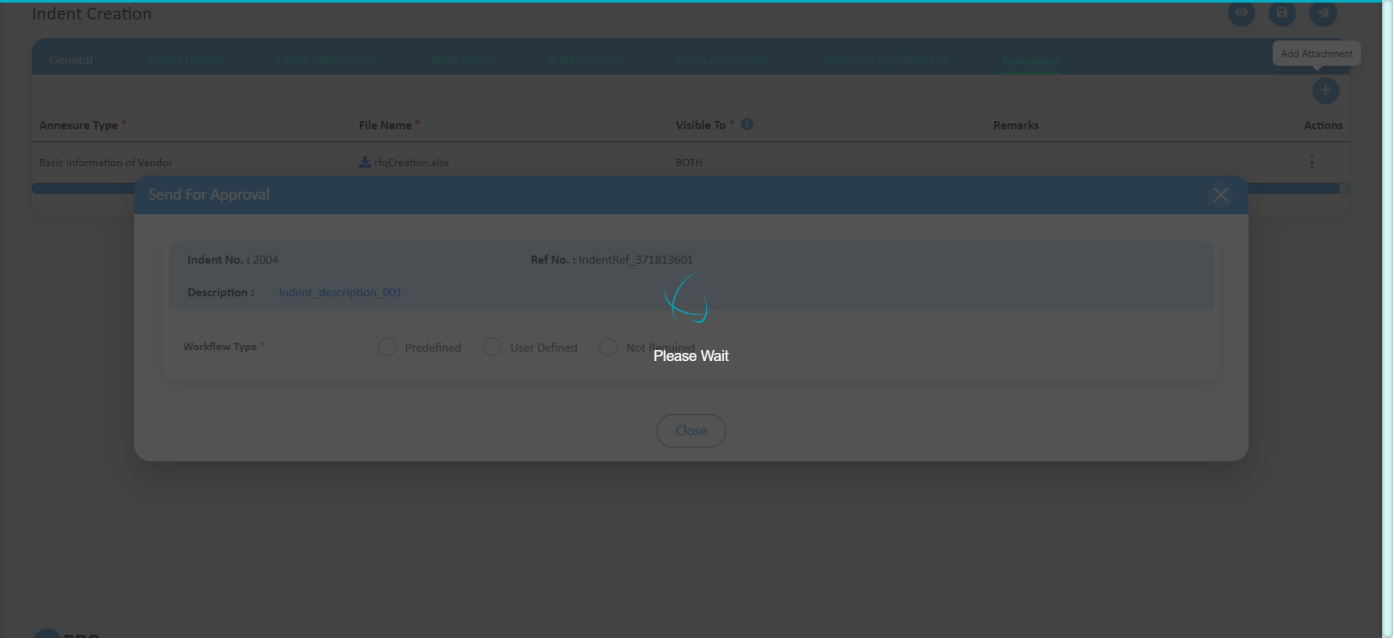 Indent Creation
General Indent Details Other Information BOM Items BOM Services Estimation Sheet Technical Specification Annexures
Add Attachment
Annexure Type * File Name * Visible To * Remarks Actions
Basic Information of Vendor rfqCreation.xlsx BOTH
Send For Approval
Indent No. : 2004 Ref No. : IndentRef_371813601
Description : Indent_description_001
Workflow Type * Predefined User Defined Not Required
Please Wait
Close